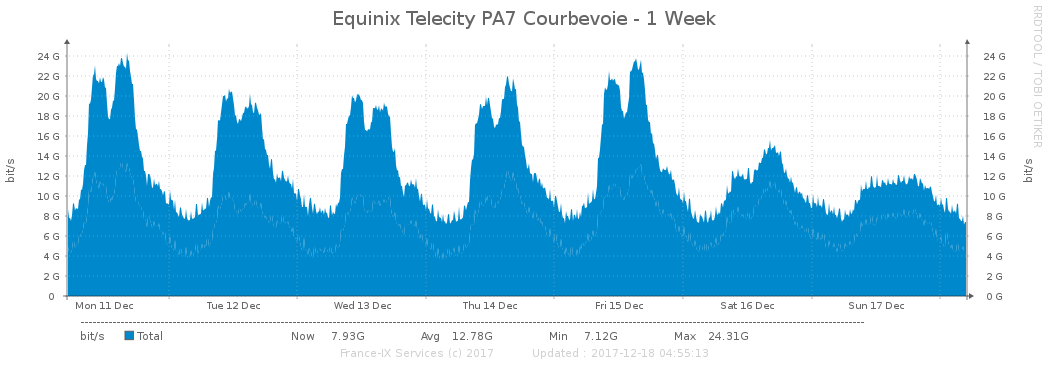 Equinix Telecity PA7 Courbevoie - 1 Week
RRDTOOL / TOBI OETIKER
24 G 24 G
22 G 22 G
20 G 20 G
18 G 18 G
16 G 16 G
14 G 14 G
12 G 12 G
10 G 10 G
8 G 8 G
6 G 6 G
4 G 4 G
2 G 2 G
0 0 G
bit/s
bit/s
Mon 11 Dec Tue 12 Dec Wed 13 Dec Thu 14 Dec Fri 15 Dec Sat 16 Dec Sun 17 Dec
bit/s Total Now 7.93G Avg 12.78G Min 7.12G Max 24.31G
France-IX Services (c) 2017 Updated : 2017-12-18 04:55:13